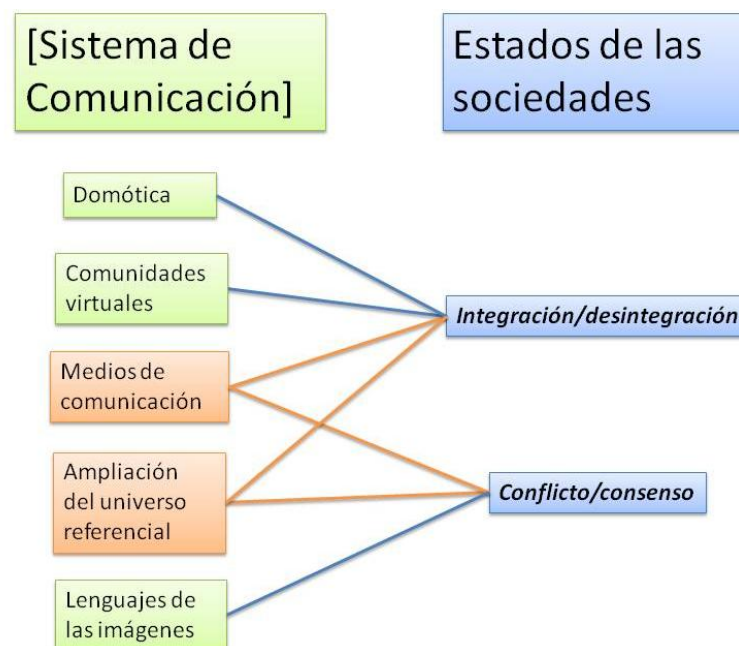 [Sistema de
Comunicación]
Estados de las
sociedades
Domótica
Comunidades
virtuales
Integración/desintegración
Medios de
comunicación
Ampliación
del universo
referencial
Conflicto/consenso
Lenguajes de
las imágenes